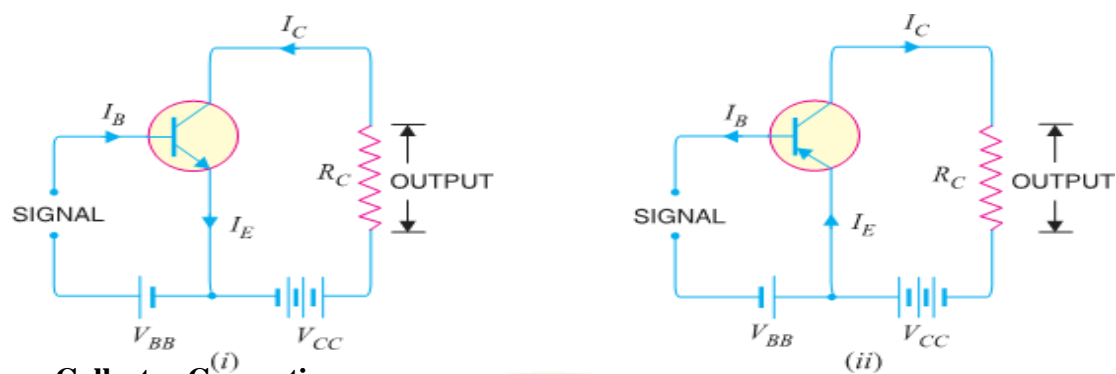 I_C
I_C
I_B
I_B
R_C
OUTPUT
R_C
OUTPUT
SIGNAL
SIGNAL
I_E
I_E
V_BB
V_CC
V_BB
V_CC
(i)
(ii)